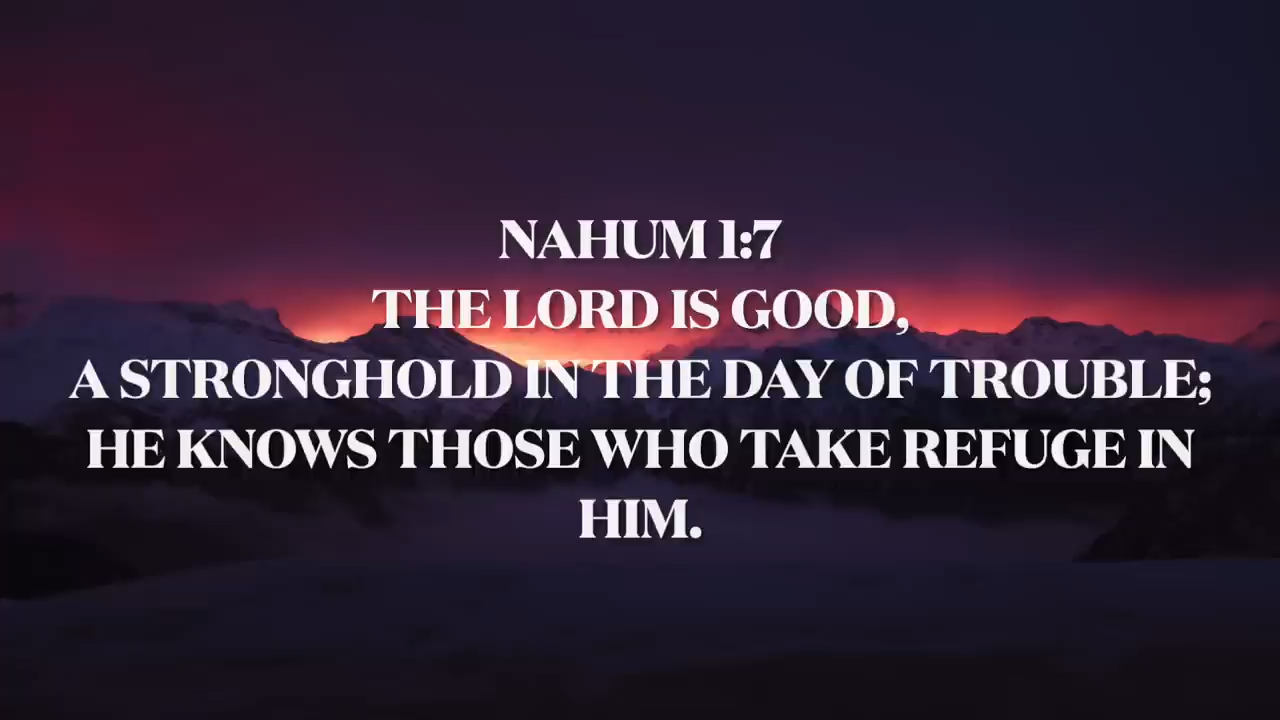 NAHUM 1:7
THE LORD IS GOOD,
A STRONGHOLD IN THE DAY OF TROUBLE;
HE KNOWS THOSE WHO TAKE REFUGE IN
HIM.